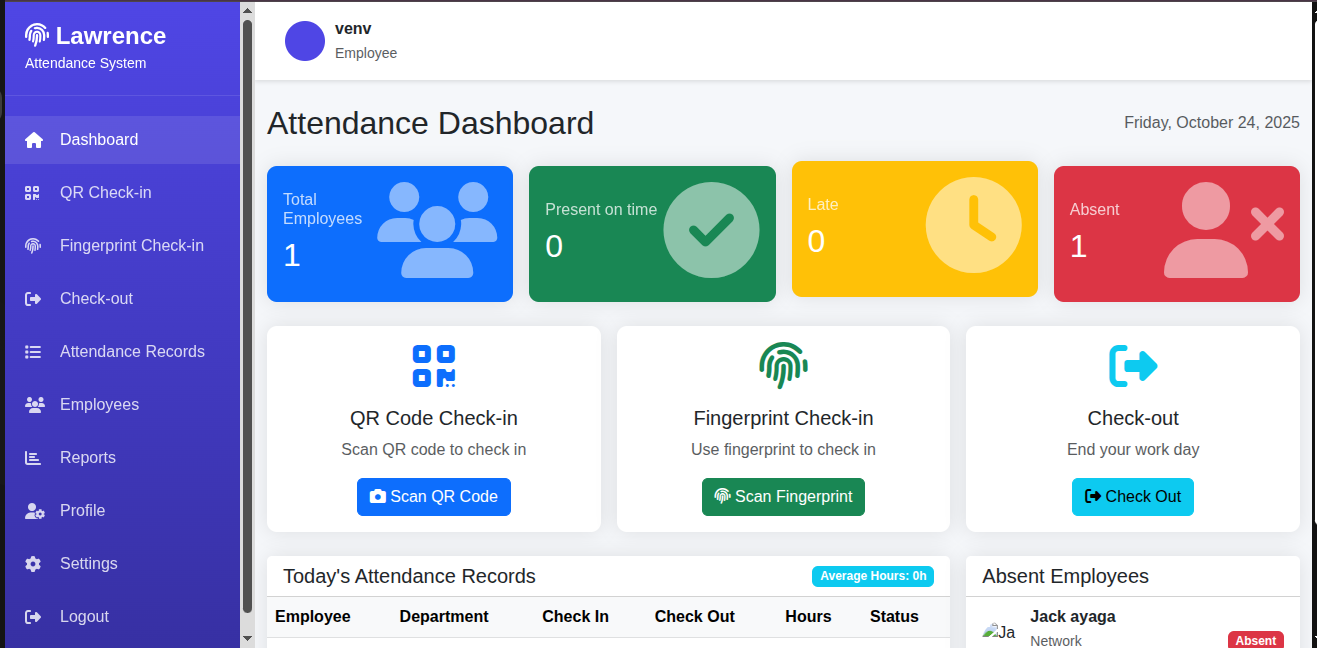 Lawrence
Attendance System
Dashboard
QR Check-in
Fingerprint Check-in
Check-out
Attendance Records
Employees
Reports
Profile
Settings
Logout
venv
Employee
Attendance Dashboard
Friday, October 24, 2025
Total
Employees
1
Present on time
0
Late
0
Absent
1
QR Code Check-in
Scan QR code to check in
Scan QR Code
Fingerprint Check-in
Use fingerprint to check in
Scan Fingerprint
Check-out
End your work day
Check Out
Today's Attendance Records
Average Hours: 0h
Employee Department Check In Check Out Hours Status
Absent Employees
Ja
Jack ayaga
Network
Absent